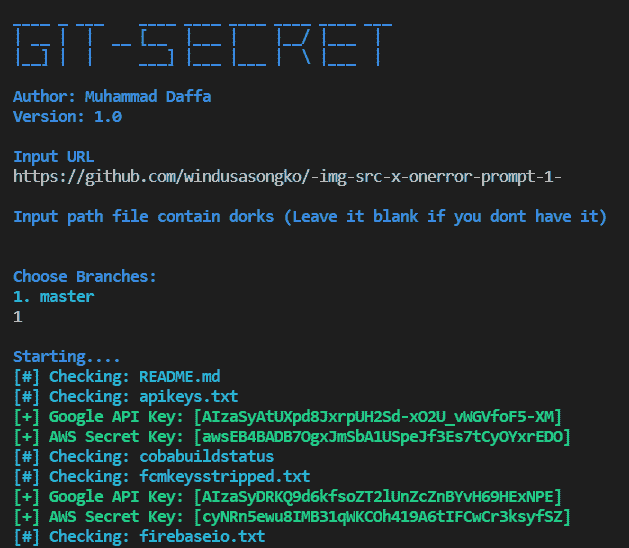 GIT-SECRET
Author: Muhammad Daffa
Version: 1.0
Input URL
https://github.com/windusasongko/-img-src-x-onerror-prompt-1-
Input path file contain dorks (Leave it blank if you dont have it)
Choose Branches:
1. master
1
Starting....
[#] Checking: README.md
[#] Checking: apikeys.txt
[+] Google API Key: [AIzaSyAtUXpd8JxrpUH2Sd-xO2U_vWGVfoF5-XM]
[+] AWS Secret Key: [awsEB4BADB7OgxJmSbA1USpeJf3Es7tCyOYxrEDO]
[#] Checking: cobabuildstatus
[#] Checking: fcmkeysstripped.txt
[+] Google API Key: [AIzaSyDRKQ9d6kfsoZT2lUnZcZnBYvH69HExNPE]
[+] AWS Secret Key: [cyNRn5ewu8IMB31qWKCOh419A6tIFCwCr3ksyfSZ]
[#] Checking: firebaseio.txt